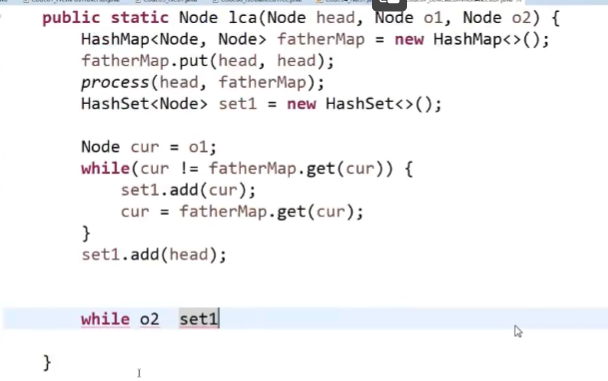 public static Node lca(Node head, Node o1, Node o2) {
HashMap<Node, Node> fatherMap = new HashMap<>();
fatherMap.put(head, head);
process(head, fatherMap);
HashSet<Node> set1 = new HashSet<>();
Node cur = o1;
while(cur != fatherMap.get(cur)) {
set1.add(cur);
cur = fatherMap.get(cur);
}
set1.add(head);
while o2  set1
}